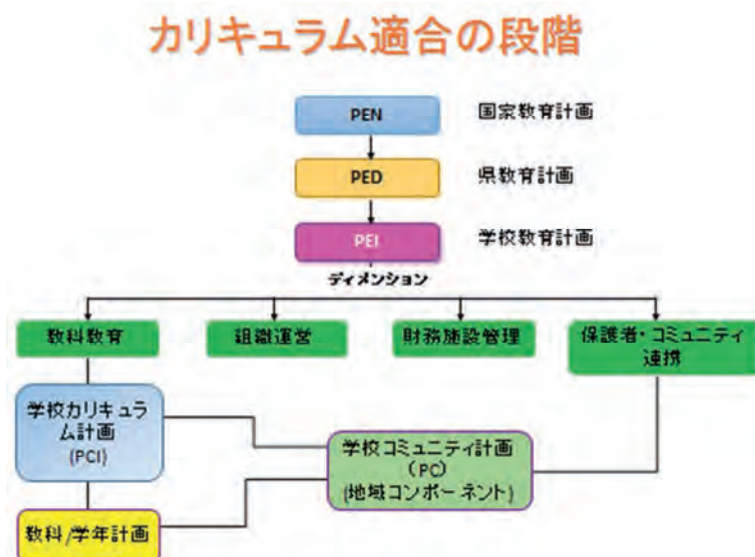 カリキュラム適合の段階
PEN 国家教育計画
PED 県教育計画
PEI 学校教育計画
ディメンション
教科教育 組織運営 財務施設管理 保護者・コミュニティ
連携
学校カリキュラ
ム計画
(PCI)
学校コミュニティ計画
(PC)
(地域コンポーネント)
教科/学年計画